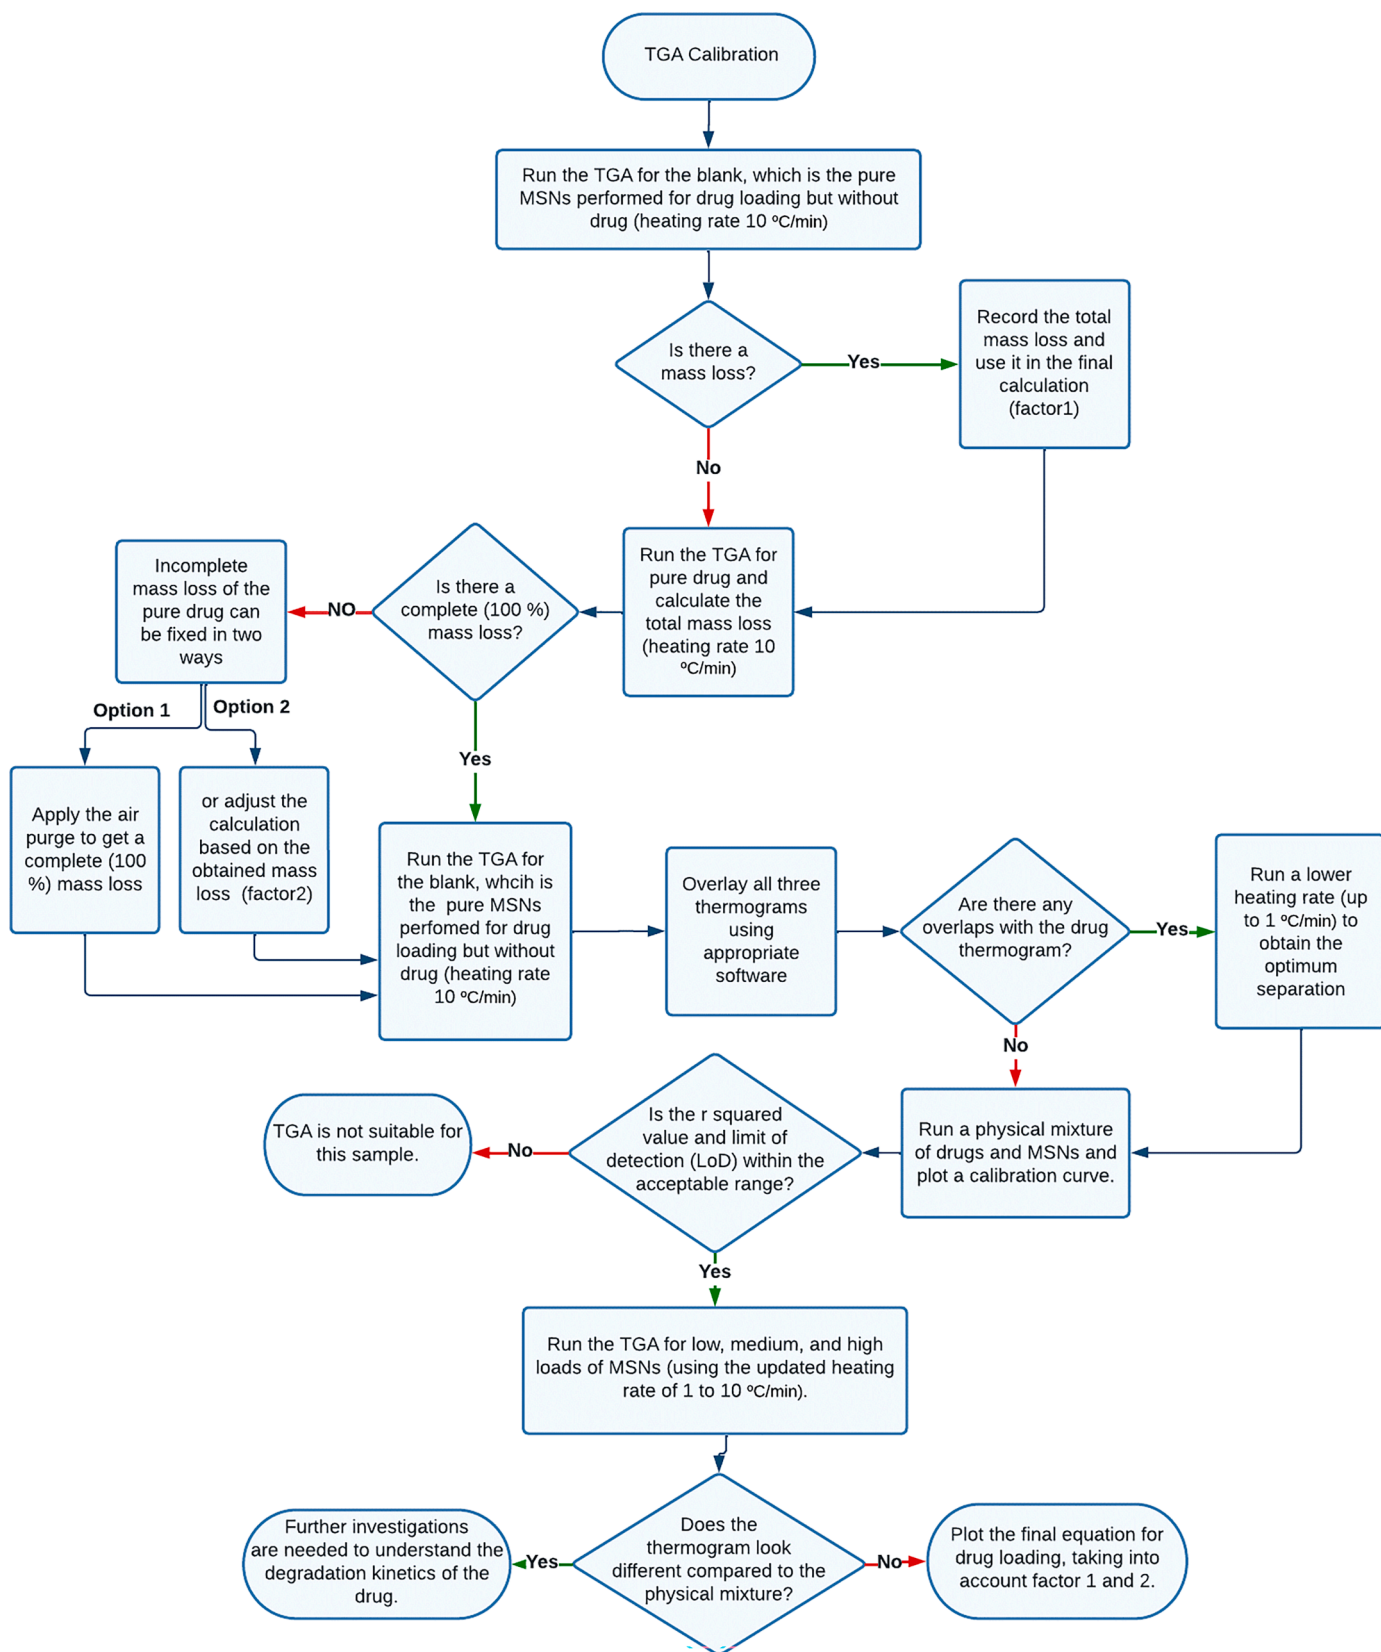 TGA Calibration
Run the TGA for the blank, which is the pure
MSNs performed for drug loading but without
drug (heating rate 10 ºC/min)
Is there a
mass loss?
Yes
Record the total
mass loss and
use it in the final
calculation
(factor1)
No
Run the TGA for
pure drug and
calculate the
total mass loss
(heating rate 10
ºC/min)
Is there a
complete (100 %)
mass loss?
NO
Incomplete
mass loss of the
pure drug can
be fixed in two
ways
Option 1
Option 2
Apply the air
purge to get a
complete (100
%) mass loss
or adjust the
calculation
based on the
obtained mass
loss  (factor2)
Yes
Run the TGA for
the blank, whcih is
the  pure MSNs
perfomed for drug
loading but without
drug (heating rate
10 ºC/min)
Overlay all three
thermograms
using
appropriate
software
Are there any
overlaps with the drug
thermogram?
Yes
Run a lower
heating rate (up
to 1 ºC/min) to
obtain the
optimum
separation
No
Run a physical mixture
of drugs and MSNs and
plot a calibration curve.
Is the r squared
value and limit of
detection (LoD) within the
acceptable range?
No
TGA is not suitable for
this sample.
Yes
Run the TGA for low, medium, and high
loads of MSNs (using the updated heating
rate of 1 to 10 ºC/min).
Does the
thermogram look
different compared to the
physical mixture?
Yes
Further investigations
are needed to understand the
degradation kinetics of the
drug.
No
Plot the final equation for
drug loading, taking into
account factor 1 and 2.